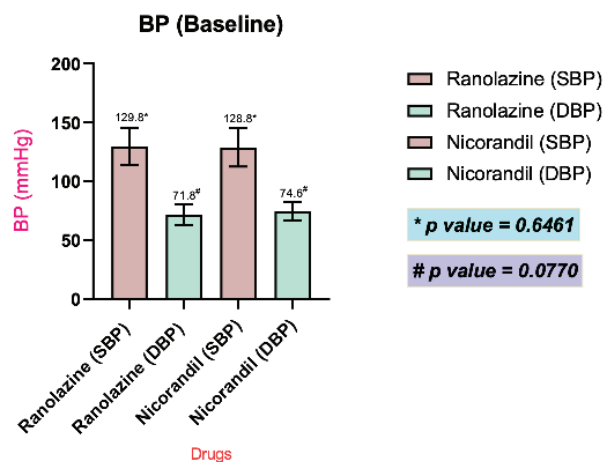 BP (Baseline)
BP (mmHg)
200
150
100
50
0
129.8*
71.8#
128.8*
74.6#
Ranolazine (SBP)
Ranolazine (DBP)
Nicorandil (SBP)
Nicorandil (DBP)
Drugs
Ranolazine (SBP)
Ranolazine (DBP)
Nicorandil (SBP)
Nicorandil (DBP)
* p value = 0.6461
# p value = 0.0770